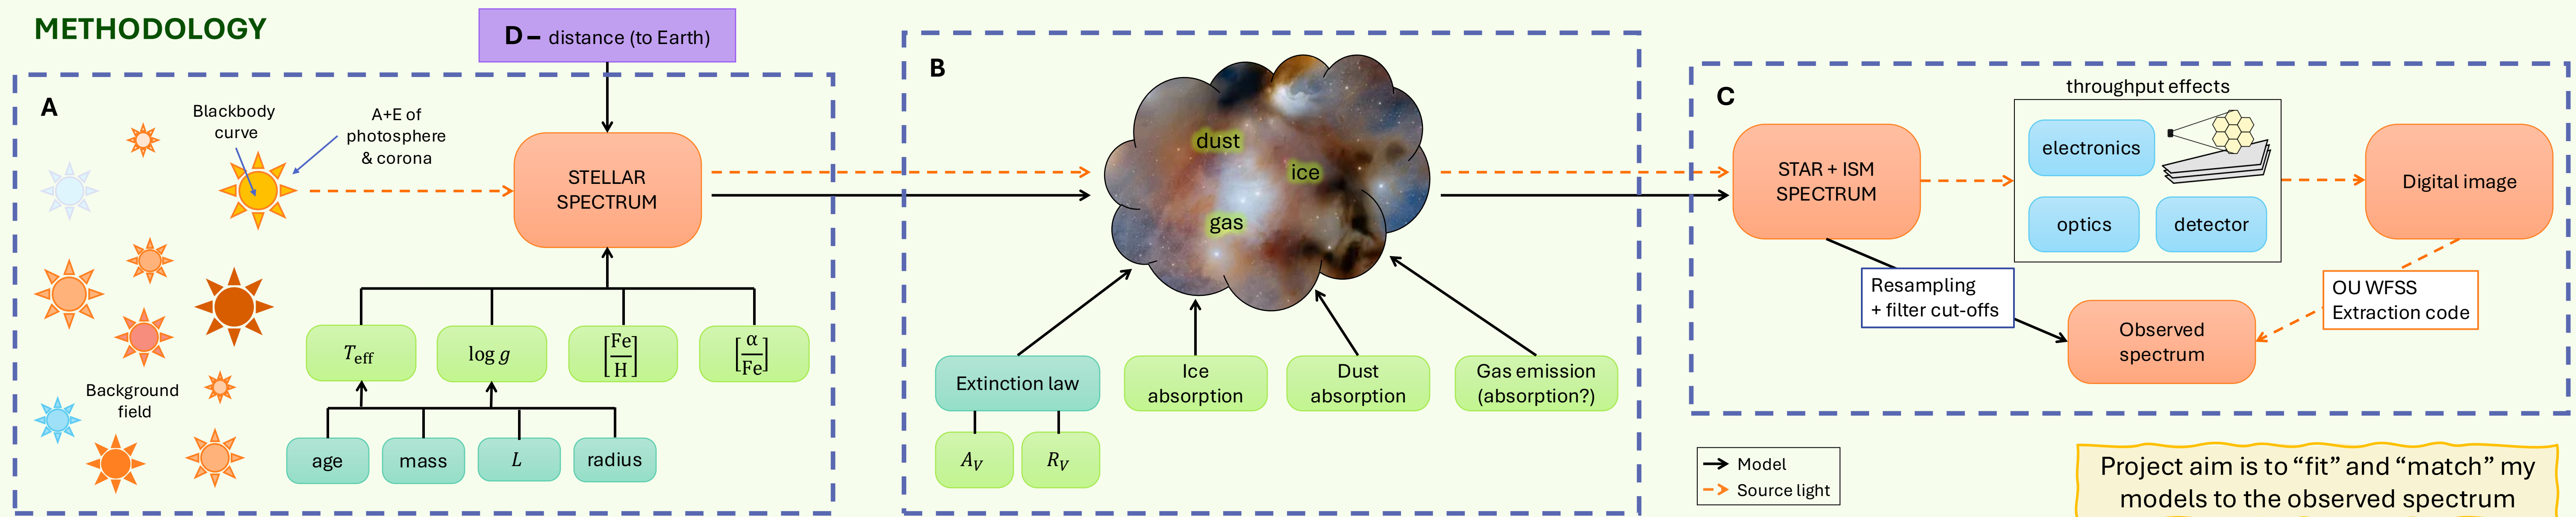 METHODOLOGY
D – distance (to Earth)
A
Blackbody
curve
A+E of
photosphere
& corona
STELLAR
SPECTRUM
T_eff
log g
[Fe/H]
[α/Fe]
Background
field
age
mass
L
radius
B
dust
ice
gas
Extinction law
Ice
absorption
Dust
absorption
Gas emission
(absorption?)
A_V
R_V
C
throughput effects
STAR + ISM
SPECTRUM
electronics
optics
detector
Digital image
Resampling
+ filter cut-offs
OU WFSS
Extraction code
Observed
spectrum
Model
Source light
Project aim is to “fit” and “match” my
models to the observed spectrum